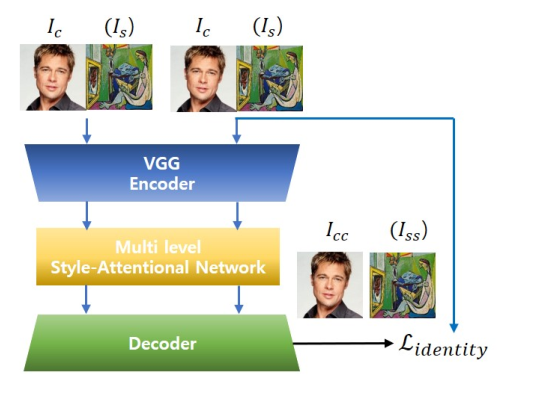 I_c (I_s) I_c (I_s)
VGG
Encoder
Multi level
Style-Attentional Network
I_cc (I_ss)
Decoder
ℒ_identity